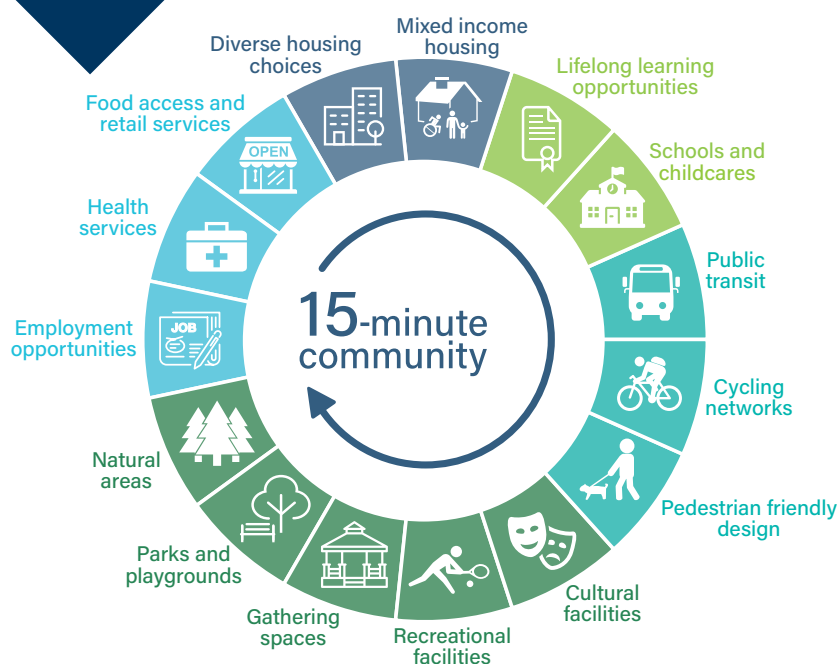 Mixed income
housing
Lifelong learning
opportunities
Schools and
childcares
Public
transit
Cycling
networks
Pedestrian friendly
design
Cultural
facilities
Recreational
facilities
Gathering
spaces
Parks and
playgrounds
Natural
areas
Employment
opportunities
Health
services
Food access and
retail services
Diverse housing
choices
OPEN
JOB
15-minute
community